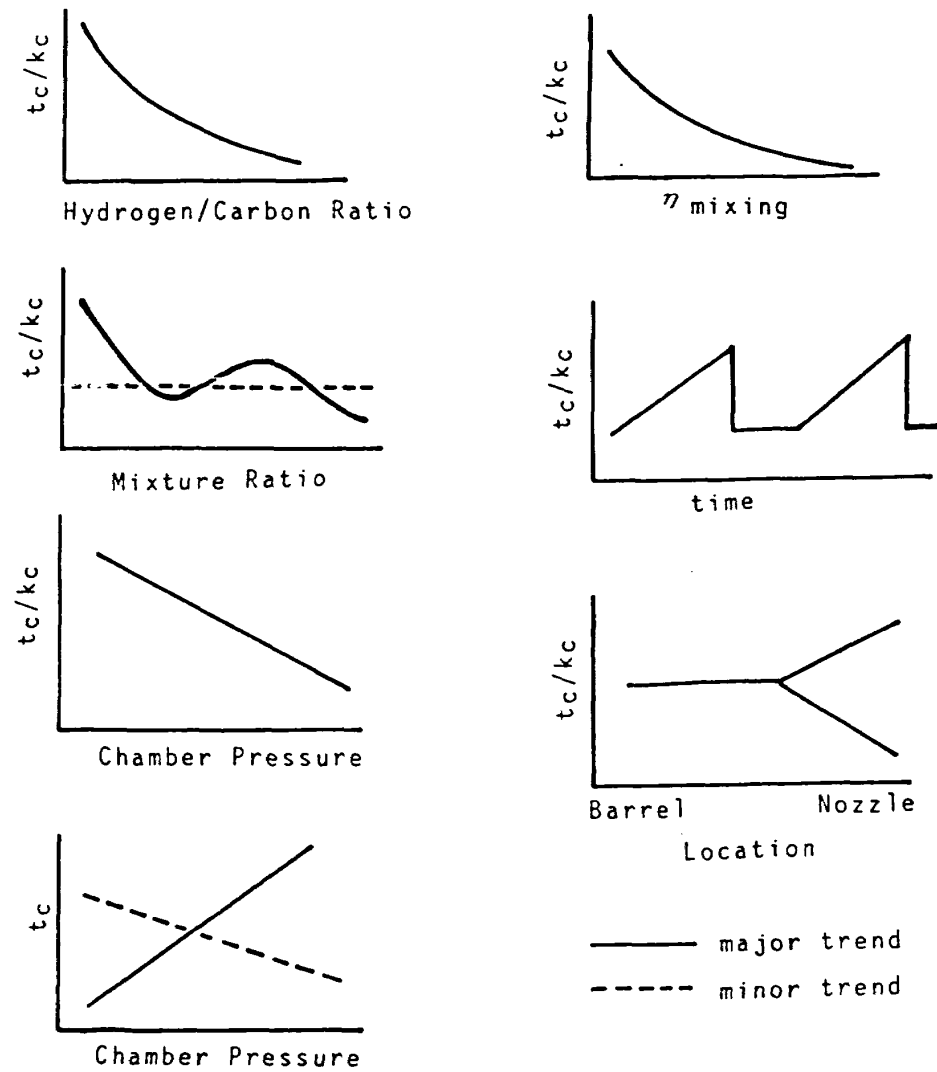 tc/kc
Hydrogen/Carbon Ratio
tc/kc
η mixing
tc/kc
Mixture Ratio
tc/kc
time
tc/kc
Chamber Pressure
tc/kc
Barrel Nozzle
Location
tc
Chamber Pressure
major trend
minor trend